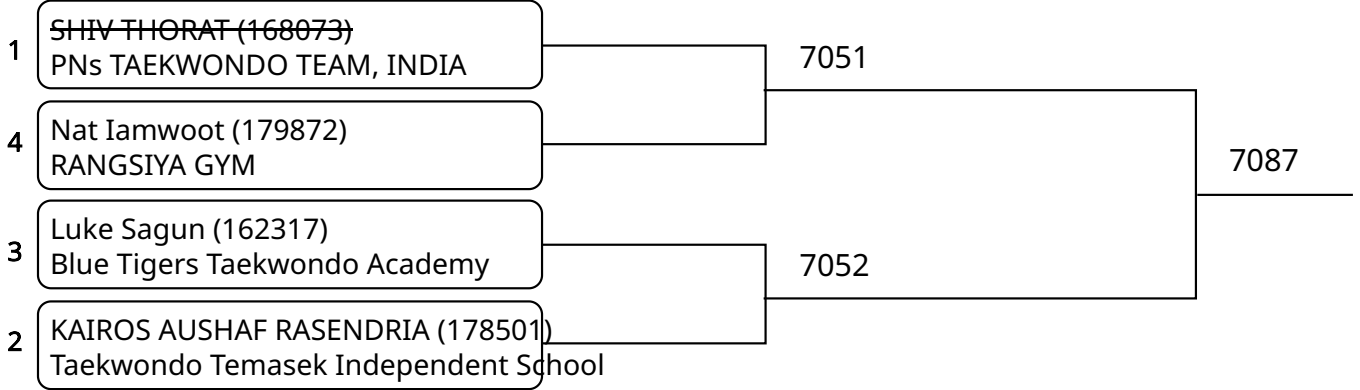 1
SHIV THORAT (168073)
PNs TAEKWONDO TEAM, INDIA
7051
4
Nat Iamwoot (179872)
RANGSIYA GYM
7087
3
Luke Sagun (162317)
Blue Tigers Taekwondo Academy
7052
2
KAIROS AUSHAF RASENDRIA (178501)
Taekwondo Temasek Independent School